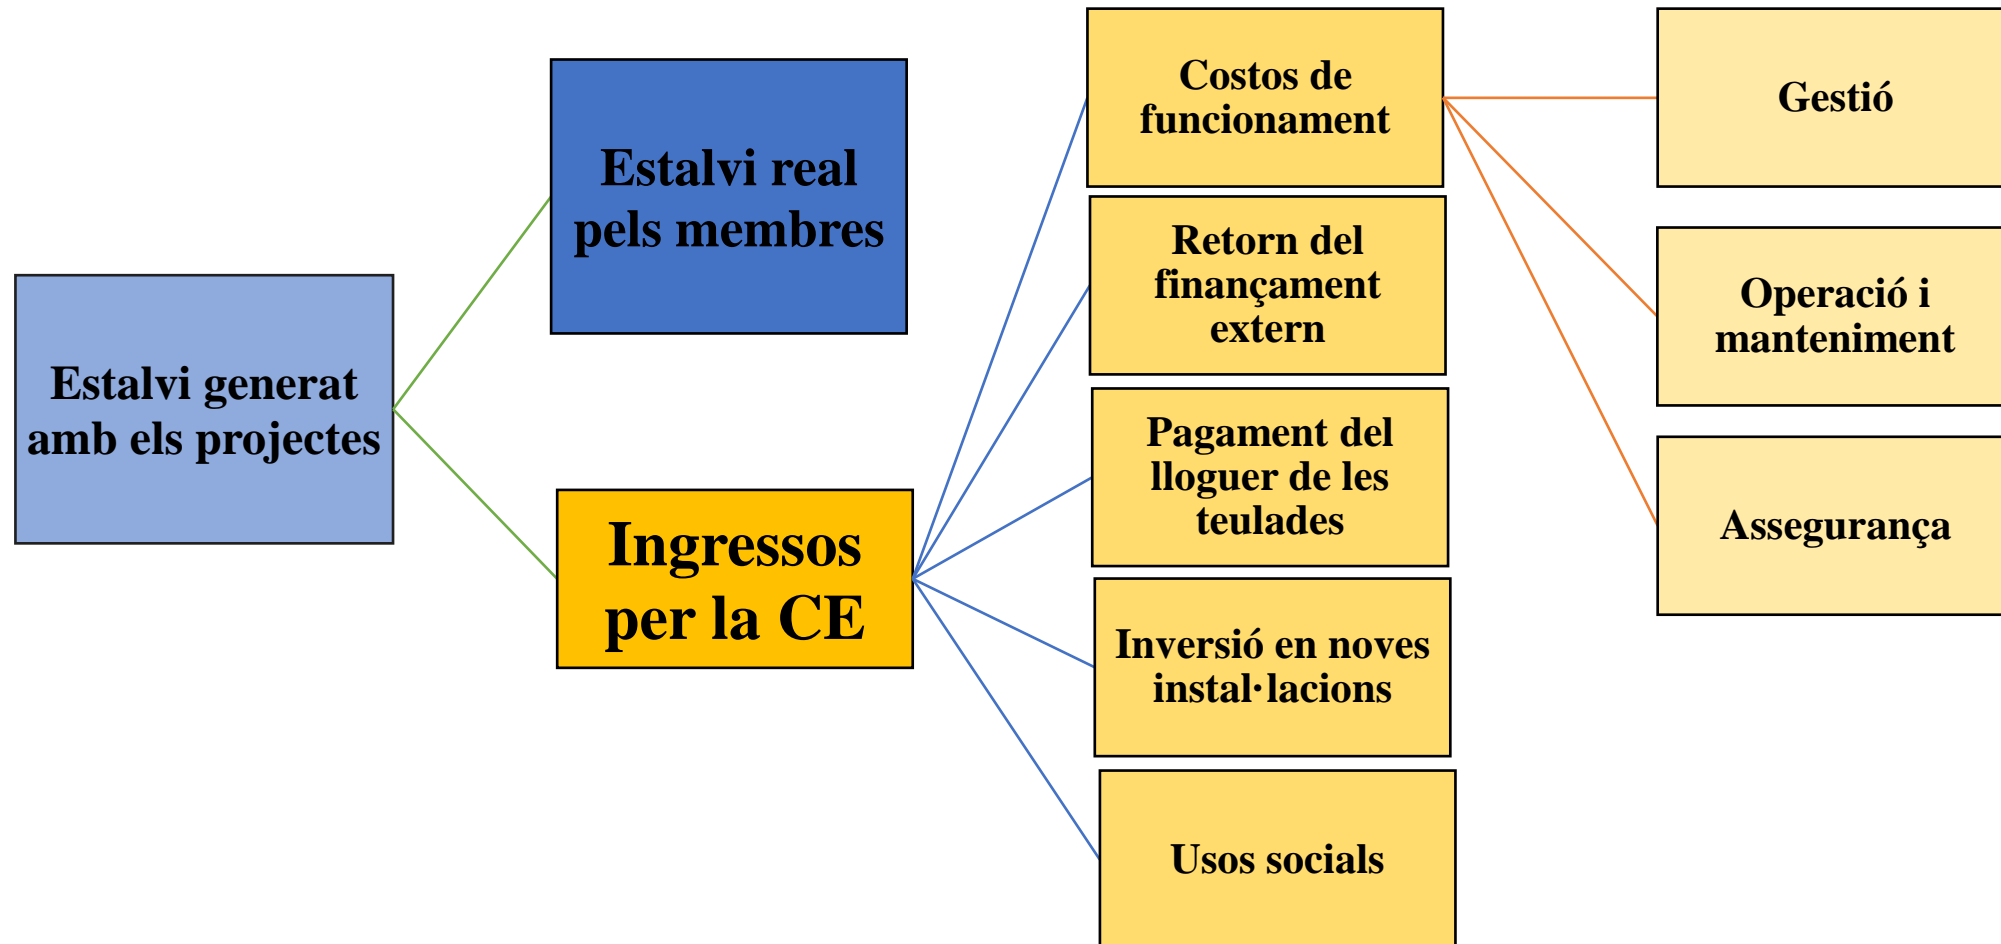 Estalvi generat
amb els projectes
Estalvi real
pels membres
Ingressos
per la CE
Costos de
funcionament
Retorn del
finançament
extern
Pagament del
lloguer de les
teulades
Inversió en noves
instal·lacions
Usos socials
Gestió
Operació i
manteniment
Assegurança